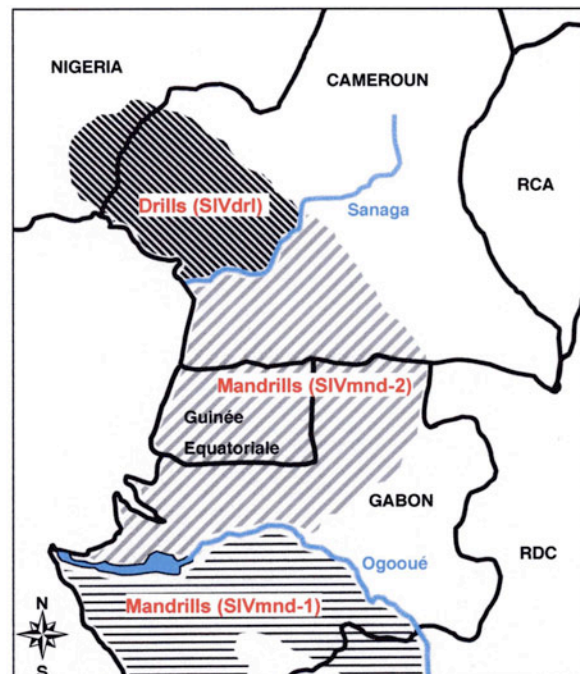 NIGERIA
CAMEROUN
RCA
Drills (SIVdrl)
Sanaga
Mandrills (SIVmnd-2)
Guinée
Equatoriale
GABON
Ogooué
RDC
Mandrills (SIVmnd-1)
N
S